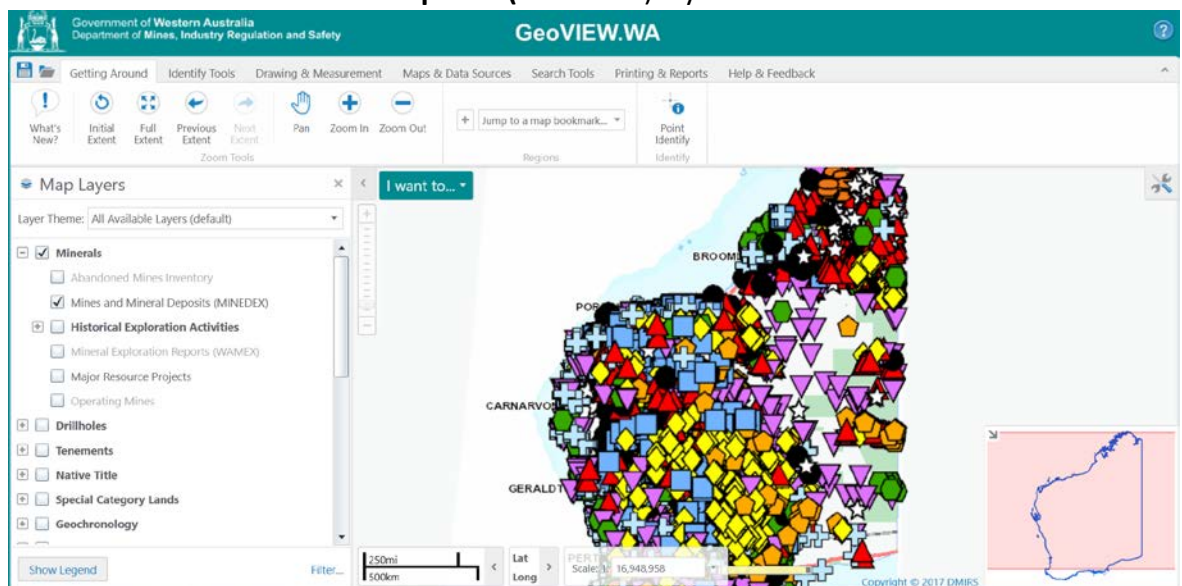 Government of Western Australia
Department of Mines, Industry Regulation and Safety
GeoVIEW.WA
Getting Around
Identify Tools
Drawing & Measurement
Maps & Data Sources
Search Tools
Printing & Reports
Help & Feedback
What's New?
Initial Extent
Full Extent
Previous Extent
Next Extent
Pan
Zoom In
Zoom Out
Jump to a map bookmark...
Point Identify
Zoom Tools
Regions
Identify
Map Layers
I want to...
Layer Theme: All Available Layers (default)
Minerals
Abandoned Mines Inventory
Mines and Mineral Deposits (MINEDEX)
Historical Exploration Activities
Mineral Exploration Reports (WAMEX)
Major Resource Projects
Operating Mines
Drillholes
Tenements
Native Title
Special Category Lands
Geochronology
Show Legend
Filter...
BROOM
POR
CARNARVO
GERALDT
PERT
250mi
500km
Lat
Long
Scale: 1: 16,948,958
Copyright © 2017 DMIRS